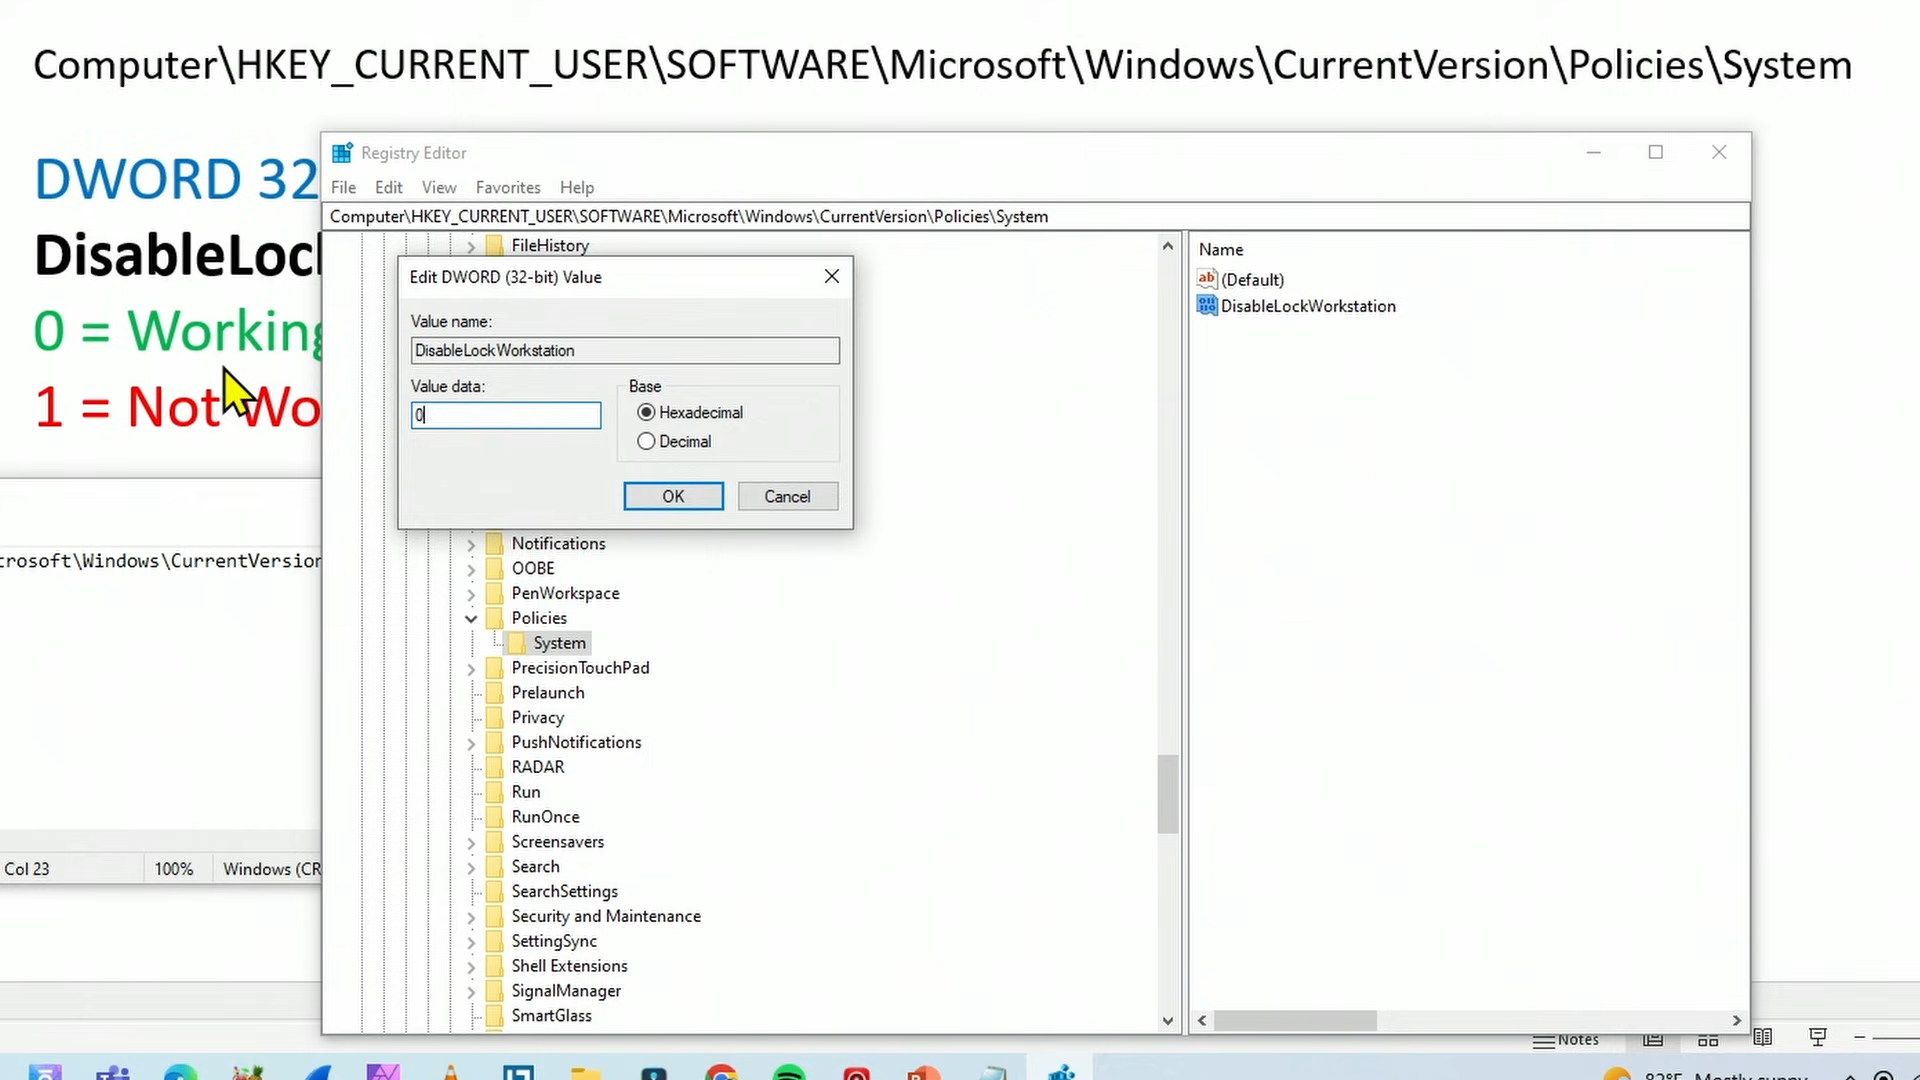 Computer\HKEY_CURRENT_USER\SOFTWARE\Microsoft\Windows\CurrentVersion\Policies\System
DWORD 32
DisableLoc
0 = Working
1 = Not Wo
Registry Editor
File Edit View Favorites Help
Computer\HKEY_CURRENT_USER\SOFTWARE\Microsoft\Windows\CurrentVersion\Policies\System
FileHistory
Edit DWORD (32-bit) Value
Value name:
DisableLockWorkstation
Value data:
0
Base
Hexadecimal
Decimal
OK Cancel
Notifications
OOBE
PenWorkspace
Policies
System
PrecisionTouchPad
Prelaunch
Privacy
PushNotifications
RADAR
Run
RunOnce
Screensavers
Search
SearchSettings
Security and Maintenance
SettingSync
Shell Extensions
SignalManager
SmartGlass
Name
(Default)
DisableLockWorkstation
crosoft\Windows\CurrentVersion
Col 23 100% Windows (CR
Notes
82°F Mostly sunny